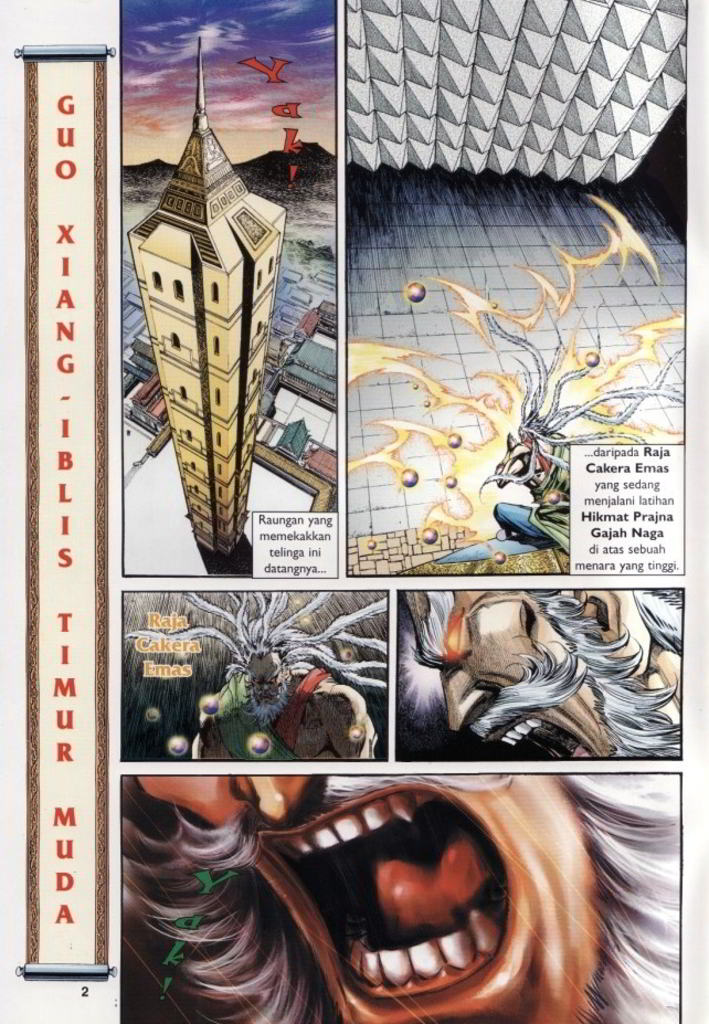 GUO XIANG - IBLIS TIMUR MUDA
Yak!
Raungan yang
memekakkan
telinga ini
datangnya...
...daripada Raja
Cakera Emas
yang sedang
menjalani latihan
Hikmat Prajna
Gajah Naga
di atas sebuah
menara yang tinggi.
Raja
Cakera
Emas
Yak!
2